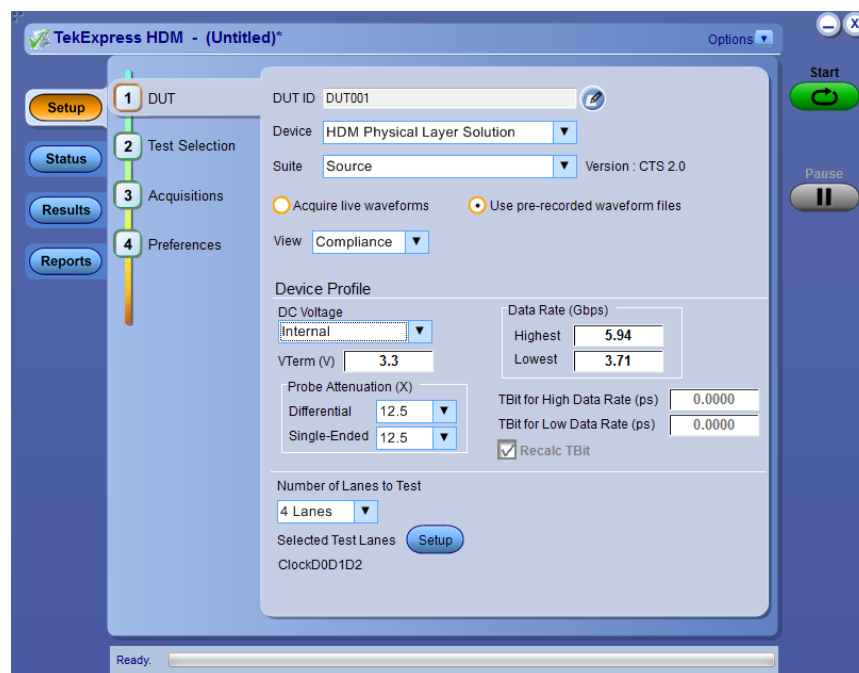 TekExpress HDM - (Untitled)*
Options
Start
Pause
Setup
Status
Results
Reports
1 DUT
2 Test Selection
3 Acquisitions
4 Preferences
DUT ID DUT001
Device HDM Physical Layer Solution
Suite Source Version : CTS 2.0
Acquire live waveforms Use pre-recorded waveform files
View Compliance
Device Profile
DC Voltage
Internal
VTerm (V) 3.3
Probe Attenuation (X)
Differential 12.5
Single-Ended 12.5
Data Rate (Gbps)
Highest 5.94
Lowest 3.71
TBit for High Data Rate (ps) 0.0000
TBit for Low Data Rate (ps) 0.0000
Recalc TBit
Number of Lanes to Test
4 Lanes
Selected Test Lanes Setup
ClockD0D1D2
Ready.